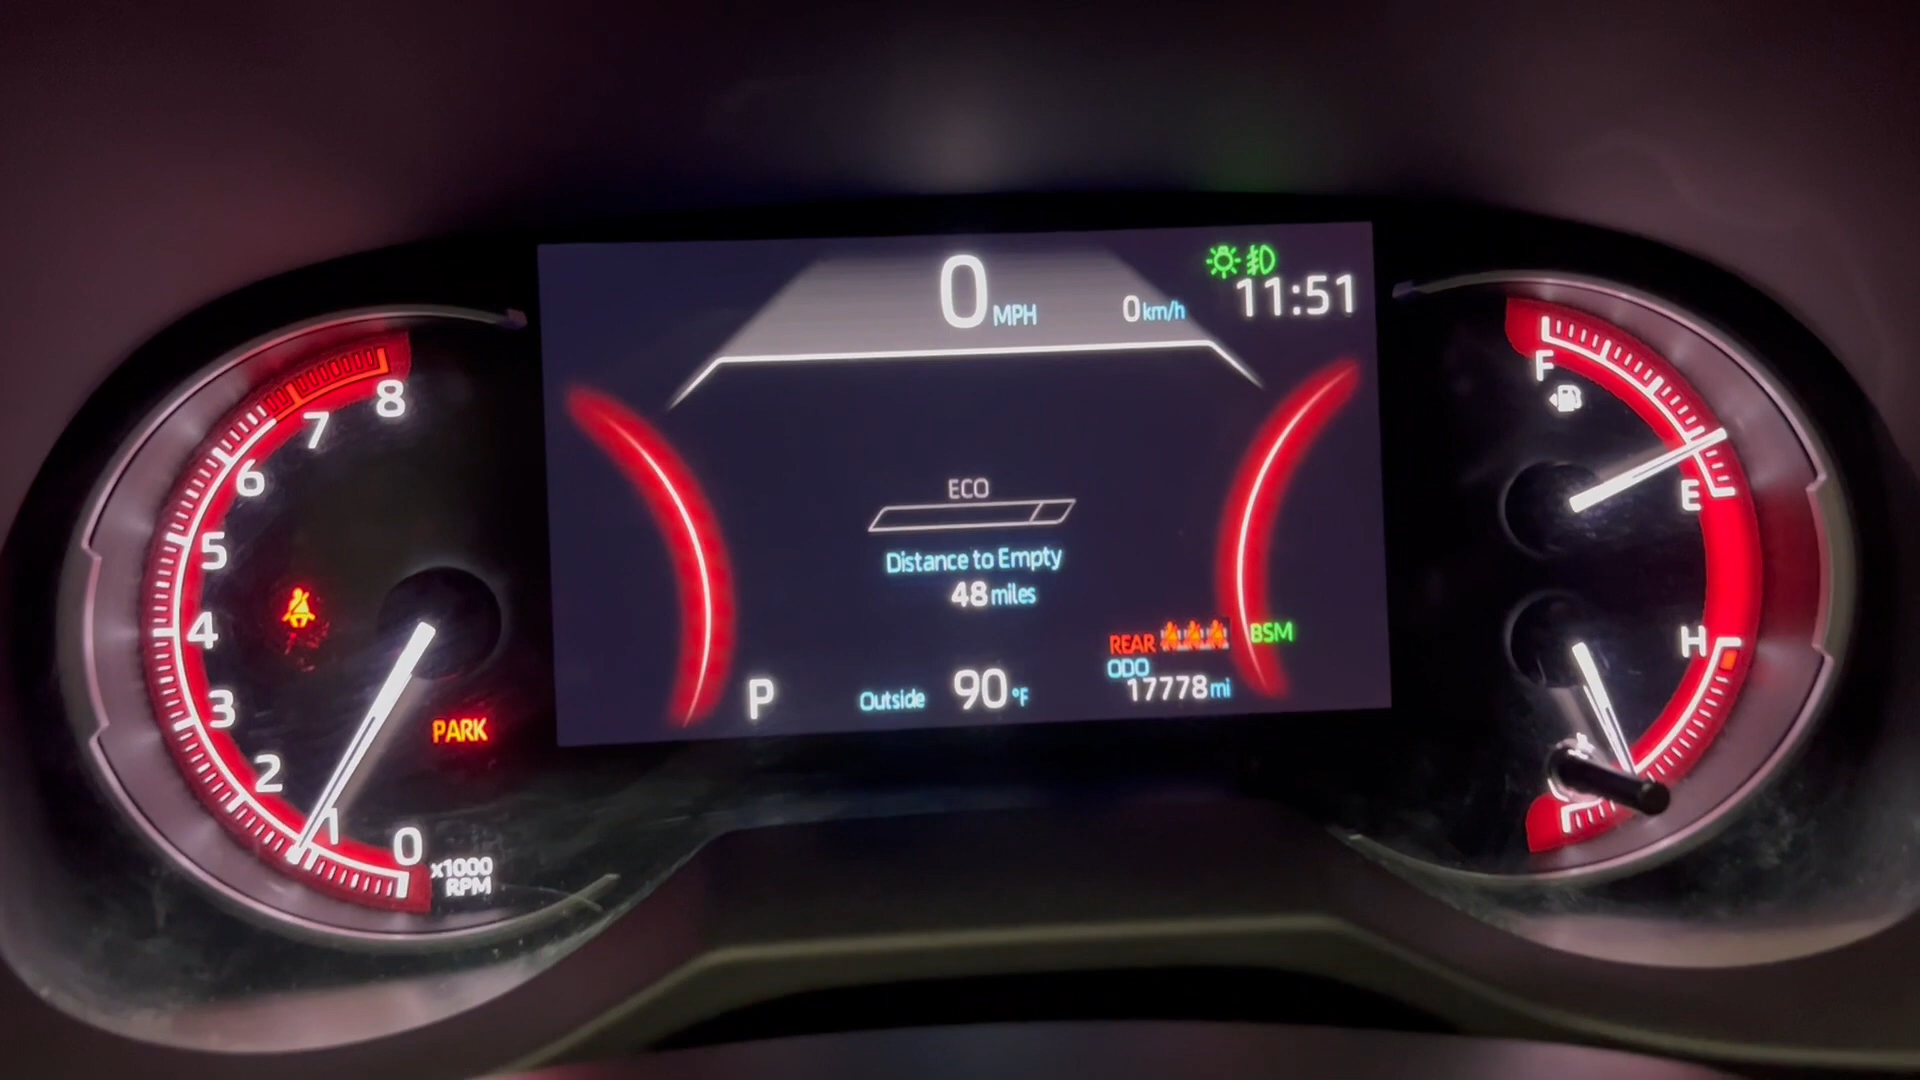 0 MPH
0 km/h
11:51
8
7
6
5
4
3
2
1
0
x1000
RPM
PARK
ECO
Distance to Empty
48 miles
REAR
BSM
ODO
17778 mi
P
Outside 90 °F
F
E
H